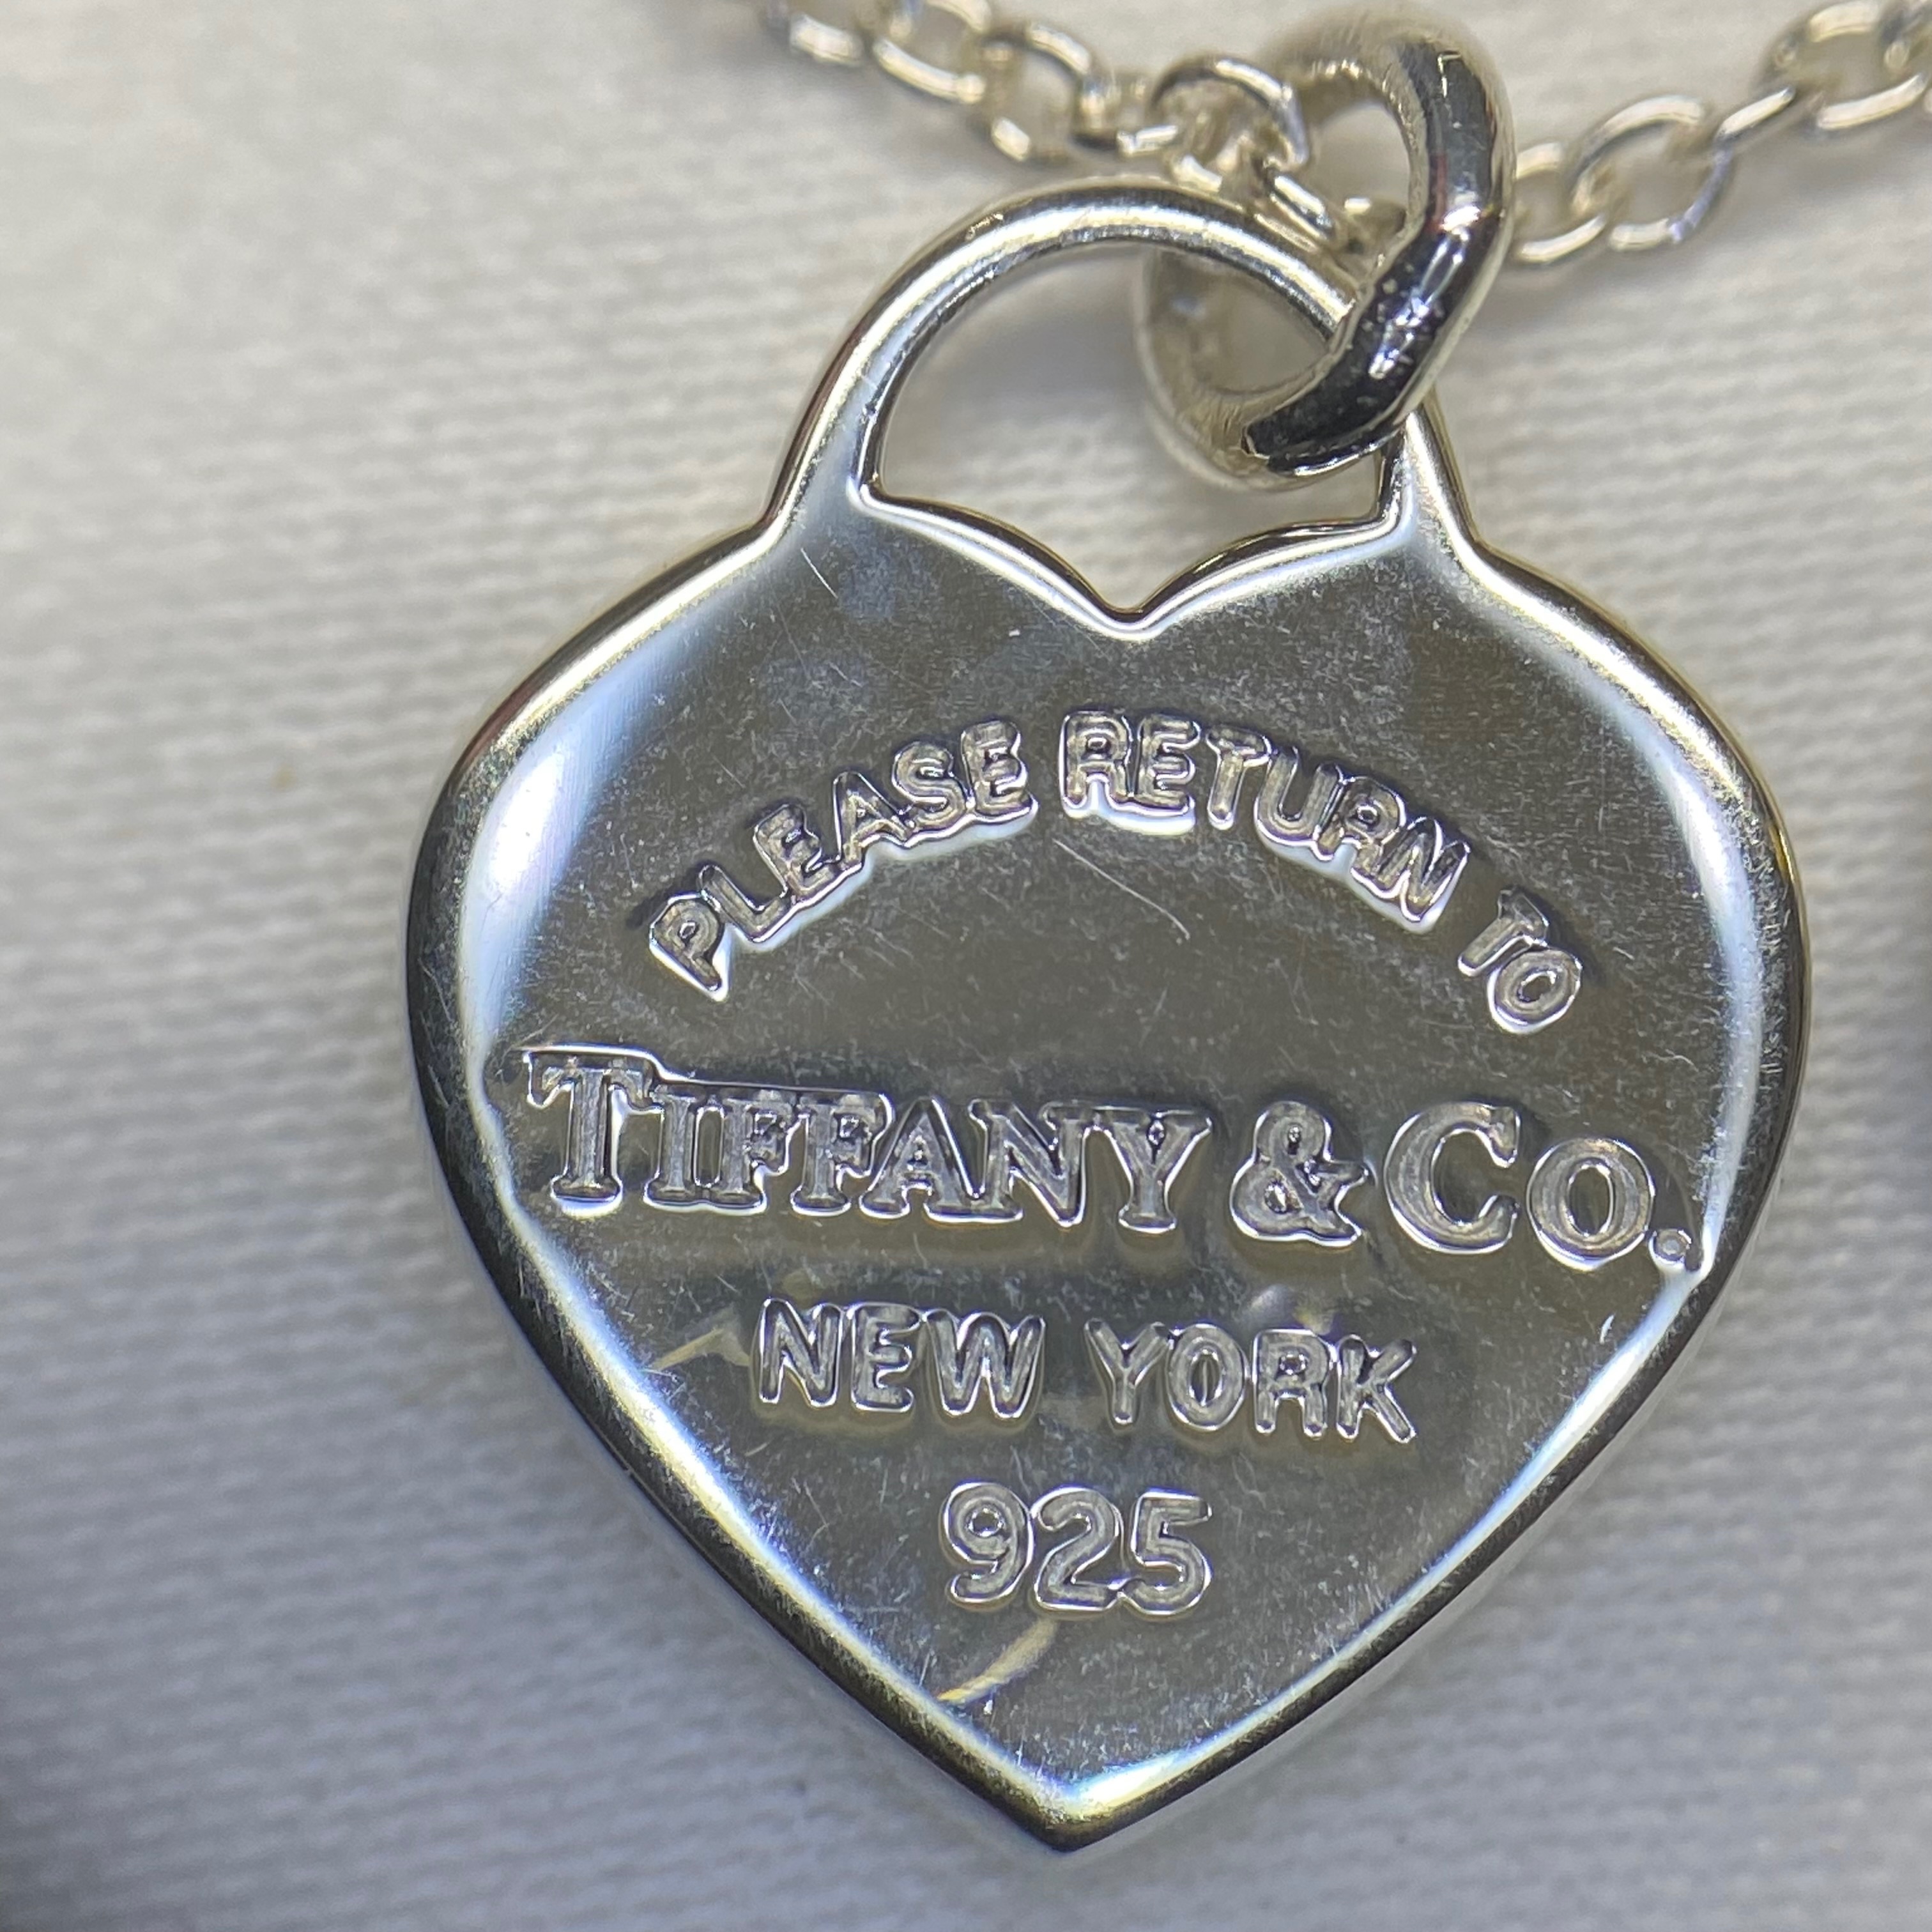 PLEASE RETURN TO
TIFFANY & CO.
NEW YORK
925